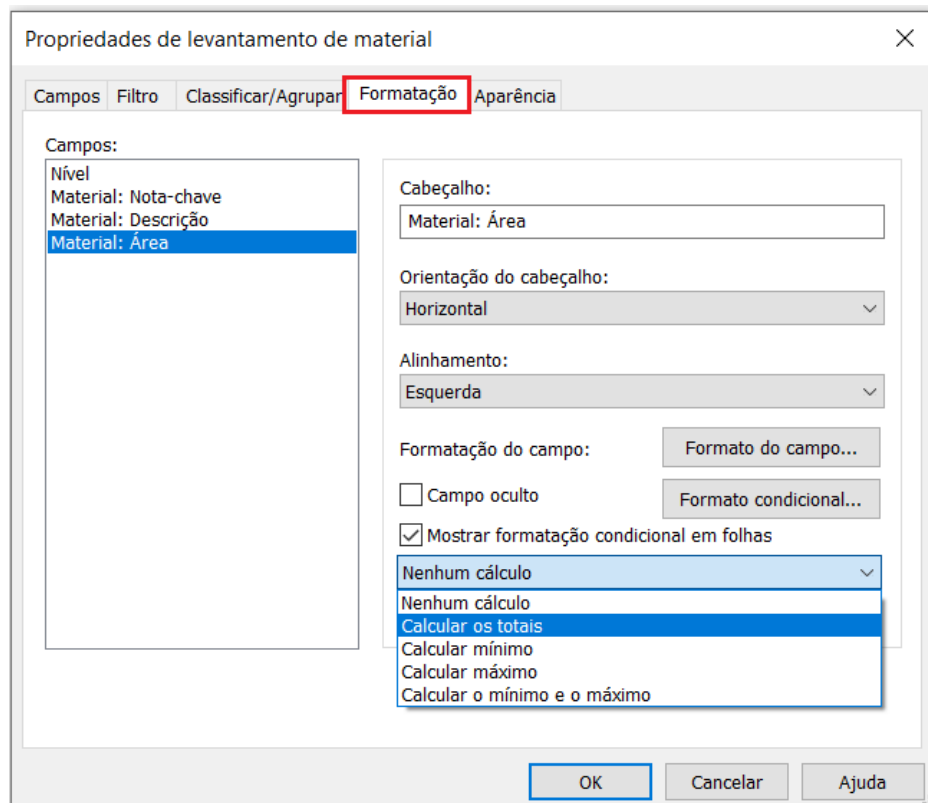 Propriedades de levantamento de material
Campos Filtro Classificar/Agrupar Formatação Aparência
Campos:
Nível
Material: Nota-chave
Material: Descrição
Material: Área
Cabeçalho:
Material: Área
Orientação do cabeçalho:
Horizontal
Alinhamento:
Esquerda
Formatação do campo: Formato do campo...
Campo oculto Formato condicional...
Mostrar formatação condicional em folhas
Nenhum cálculo
Nenhum cálculo
Calcular os totais
Calcular mínimo
Calcular máximo
Calcular o mínimo e o máximo
OK Cancelar Ajuda